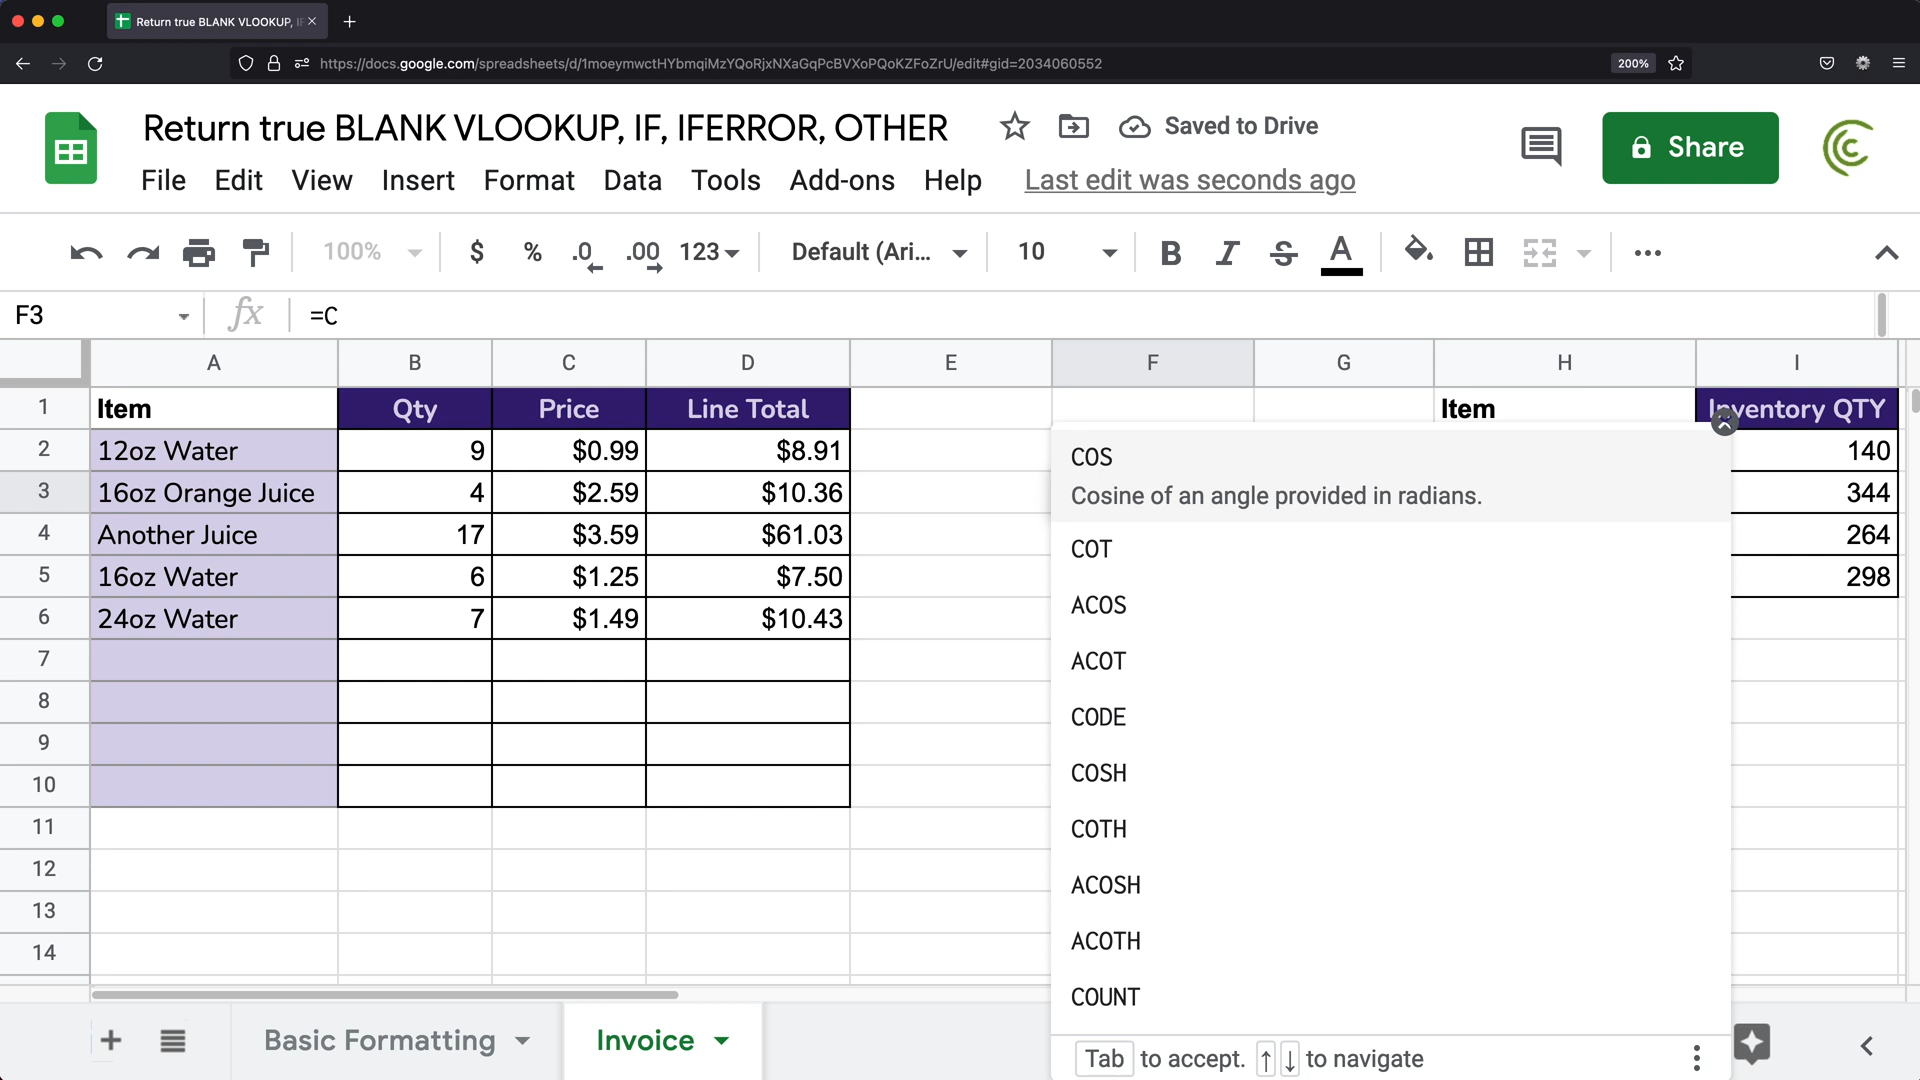 Return true BLANK VLOOKUP, IF
https://docs.google.com/spreadsheets/d/1moeymwctHYbmqiMzYQoRjxNXaGqPcBVXoPQoKZFoZrU/edit#gid=2034060552
200%
Return true BLANK VLOOKUP, IF, IFERROR, OTHER
Saved to Drive
Share
File Edit View Insert Format Data Tools Add-ons Help Last edit was seconds ago
100% $ % .0 .00 123 Default (Ari... 10 B I S A
F3 fx =C
A B C D E F G H I
1 Item Qty Price Line Total Item Inventory QTY
2 12oz Water 9 $0.99 $8.91 140
3 16oz Orange Juice 4 $2.59 $10.36 344
4 Another Juice 17 $3.59 $61.03 264
5 16oz Water 6 $1.25 $7.50 298
6 24oz Water 7 $1.49 $10.43
7
8
9
10
11
12
13
14
COS
Cosine of an angle provided in radians.
COT
ACOS
ACOT
CODE
COSH
COTH
ACOSH
ACOTH
COUNT
Tab to accept. ↑ ↓ to navigate
Basic Formatting Invoice